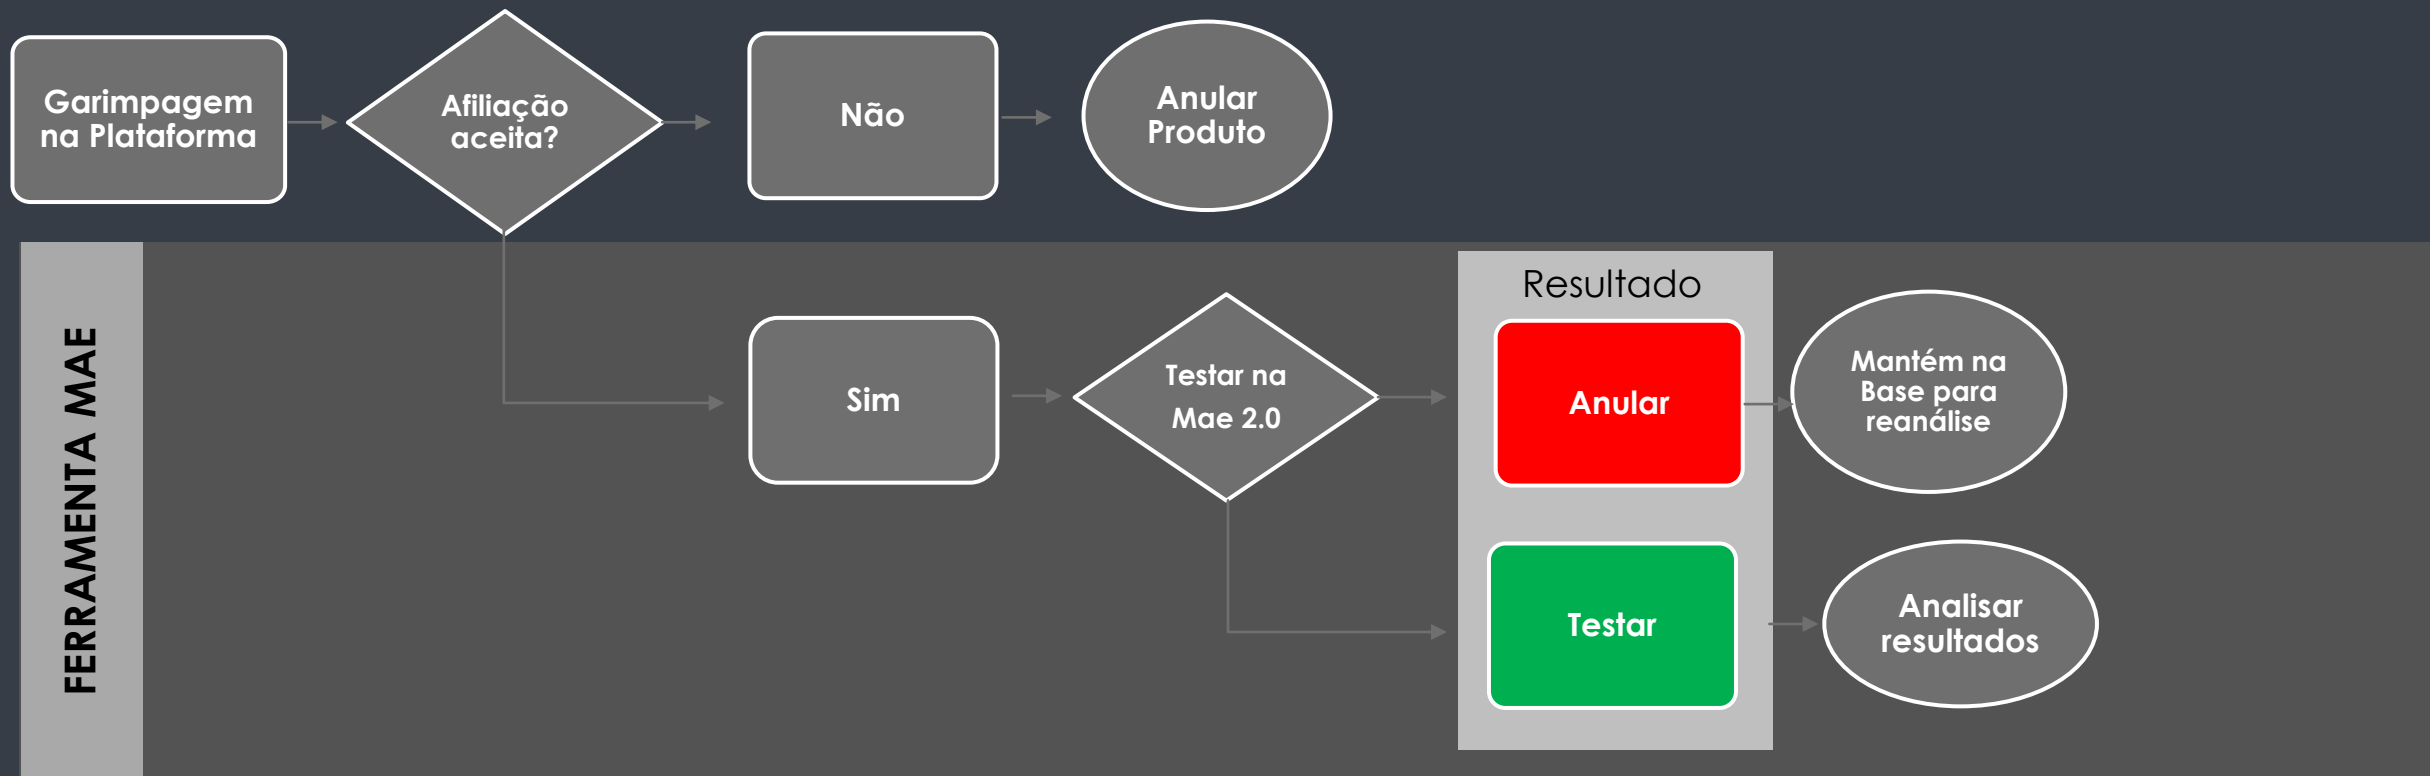 Garimpagem
na Plataforma
Afiliação
aceita?
Não
Anular
Produto
FERRAMENTA MAE
Sim
Testar na
Mae 2.0
Resultado
Anular
Mantém na
Base para
reanálise
Testar
Analisar
resultados